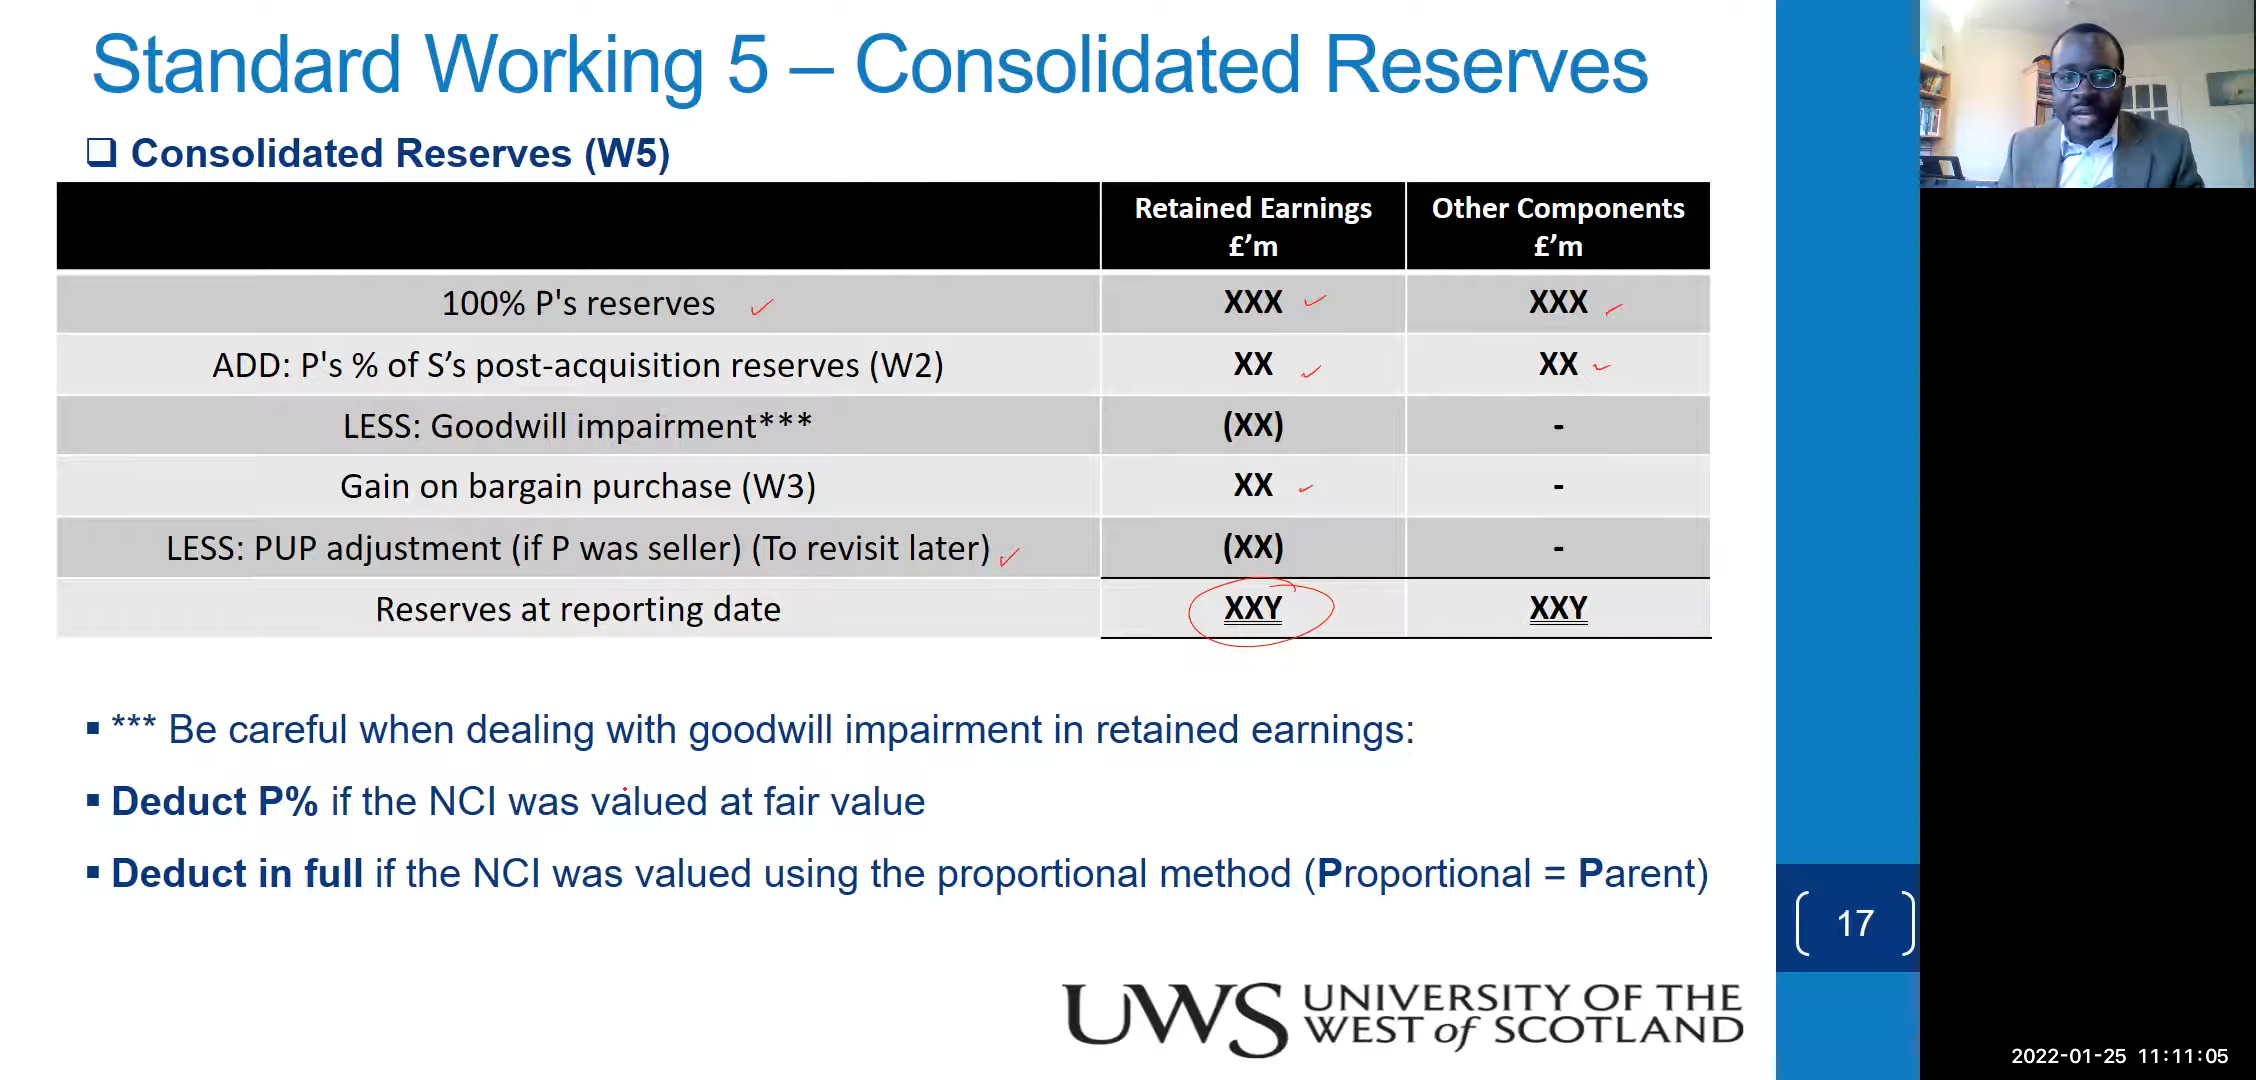 Standard Working 5 – Consolidated Reserves
❑ Consolidated Reserves (W5)
Retained Earnings £’m
Other Components £’m
100% P's reserves XXX XXX
ADD: P's % of S’s post-acquisition reserves (W2) XX XX
LESS: Goodwill impairment*** (XX) -
Gain on bargain purchase (W3) XX -
LESS: PUP adjustment (if P was seller) (To revisit later) (XX) -
Reserves at reporting date XXY XXY
▪ *** Be careful when dealing with goodwill impairment in retained earnings:
▪ Deduct P% if the NCI was valued at fair value
▪ Deduct in full if the NCI was valued using the proportional method (Proportional = Parent)
17
UWS UNIVERSITY OF THE
WEST of SCOTLAND
2022-01-25 11:11:05